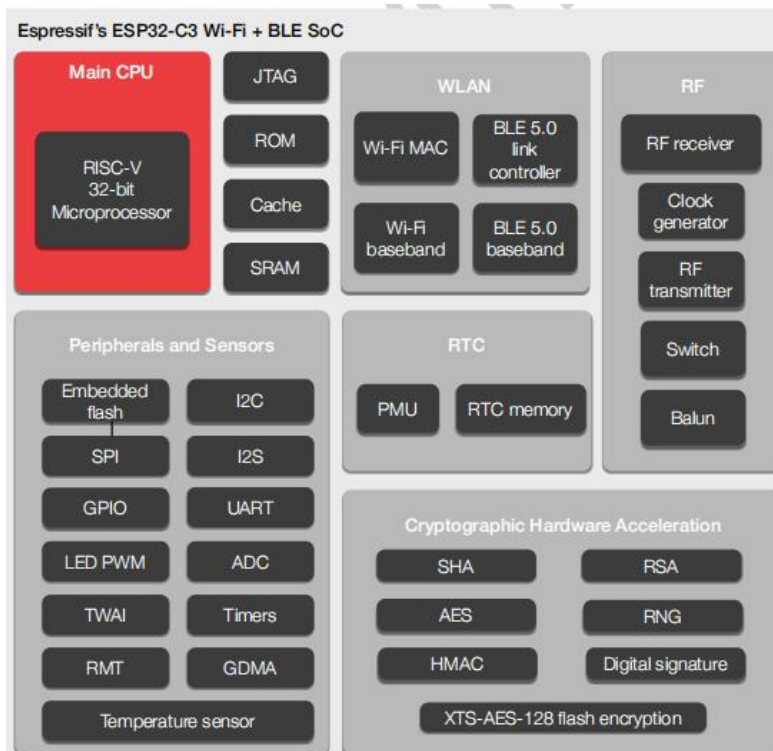 Espressif's ESP32-C3 Wi-Fi + BLE SoC
Main CPU
RISC-V
32-bit
Microprocessor
JTAG
ROM
Cache
SRAM
WLAN
Wi-Fi MAC
BLE 5.0
link
controller
Wi-Fi
baseband
BLE 5.0
baseband
RF
RF receiver
Clock
generator
RF
transmitter
Switch
Balun
Peripherals and Sensors
Embedded
flash
I2C
SPI
I2S
GPIO
UART
LED PWM
ADC
TWAI
Timers
RMT
GDMA
Temperature sensor
RTC
PMU
RTC memory
Cryptographic Hardware Acceleration
SHA
RSA
AES
RNG
HMAC
Digital signature
XTS-AES-128 flash encryption